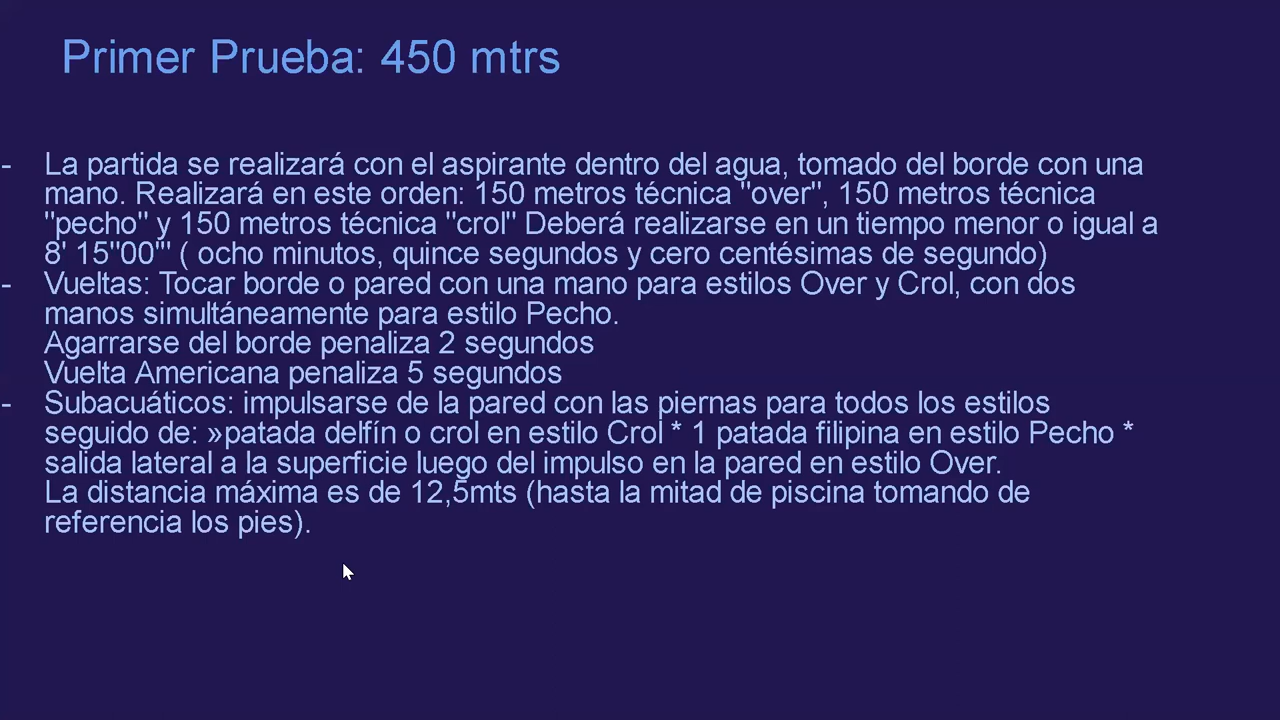 Primer Prueba: 450 mtrs
- La partida se realizará con el aspirante dentro del agua, tomado del borde con una
mano. Realizará en este orden: 150 metros técnica "over", 150 metros técnica
"pecho" y 150 metros técnica "crol" Deberá realizarse en un tiempo menor o igual a
8' 15"00"' ( ocho minutos, quince segundos y cero centésimas de segundo)
- Vueltas: Tocar borde o pared con una mano para estilos Over y Crol, con dos
manos simultáneamente para estilo Pecho.
Agarrarse del borde penaliza 2 segundos
Vuelta Americana penaliza 5 segundos
- Subacuáticos: impulsarse de la pared con las piernas para todos los estilos
seguido de: »patada delfín o crol en estilo Crol * 1 patada filipina en estilo Pecho *
salida lateral a la superficie luego del impulso en la pared en estilo Over.
La distancia máxima es de 12,5mts (hasta la mitad de piscina tomando de
referencia los pies).